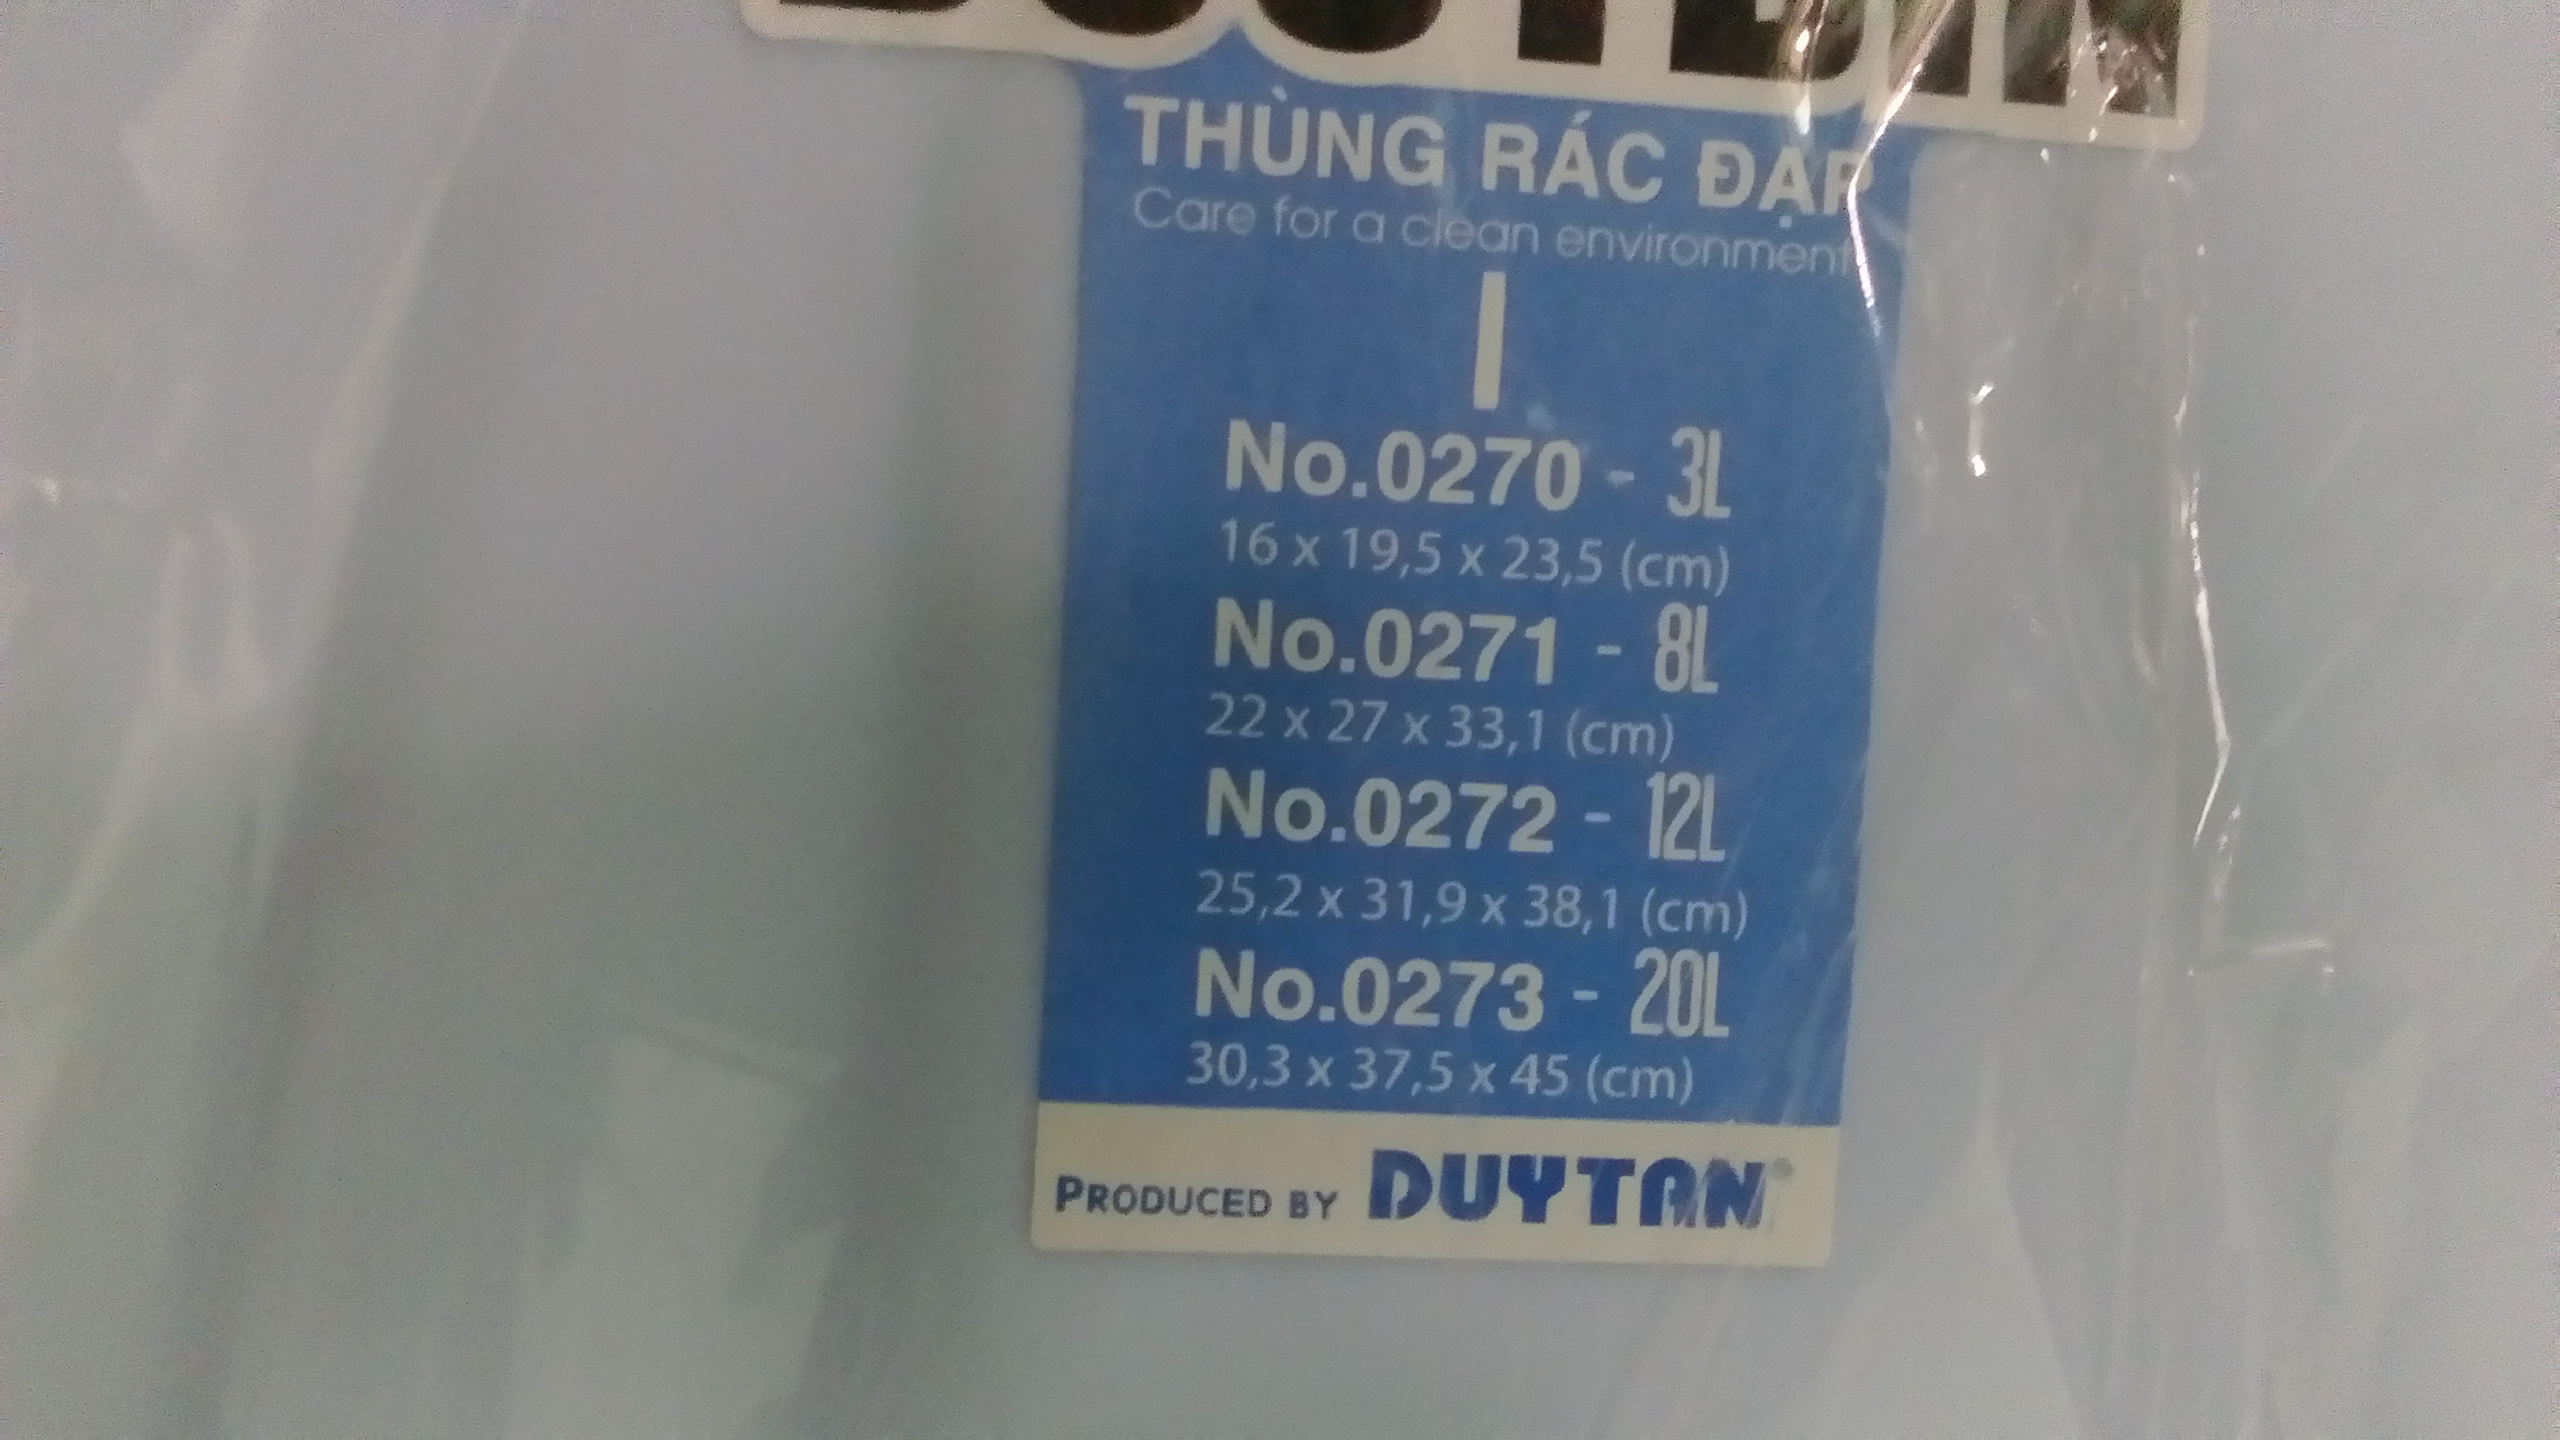 THÙNG RÁC ĐẠP
Care for a clean environment
No.0270 - 3L
16 x 19,5 x 23,5 (cm)
No.0271 - 8L
22 x 27 x 33,1 (cm)
No.0272 - 12L
25,2 x 31,9 x 38,1 (cm)
No.0273 - 20L
30,3 x 37,5 x 45 (cm)
PRODUCED BY DUYTAN®